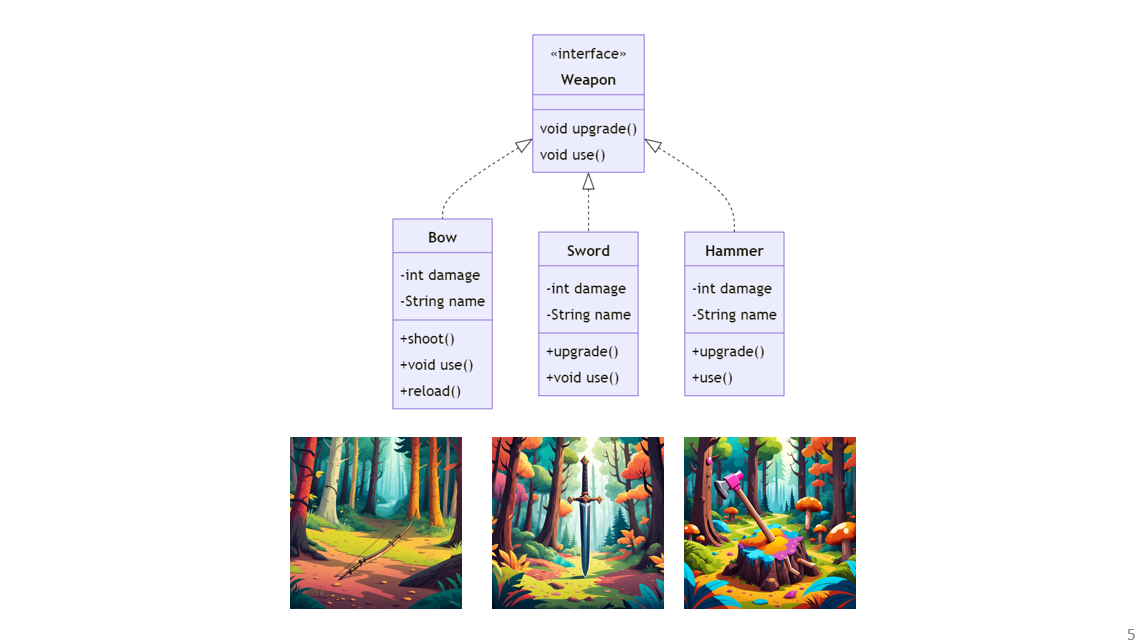 «interface»
Weapon
void upgrade()
void use()
Bow
-int damage
-String name
+shoot()
+void use()
+reload()
Sword
-int damage
-String name
+upgrade()
+void use()
Hammer
-int damage
-String name
+upgrade()
+use()
5